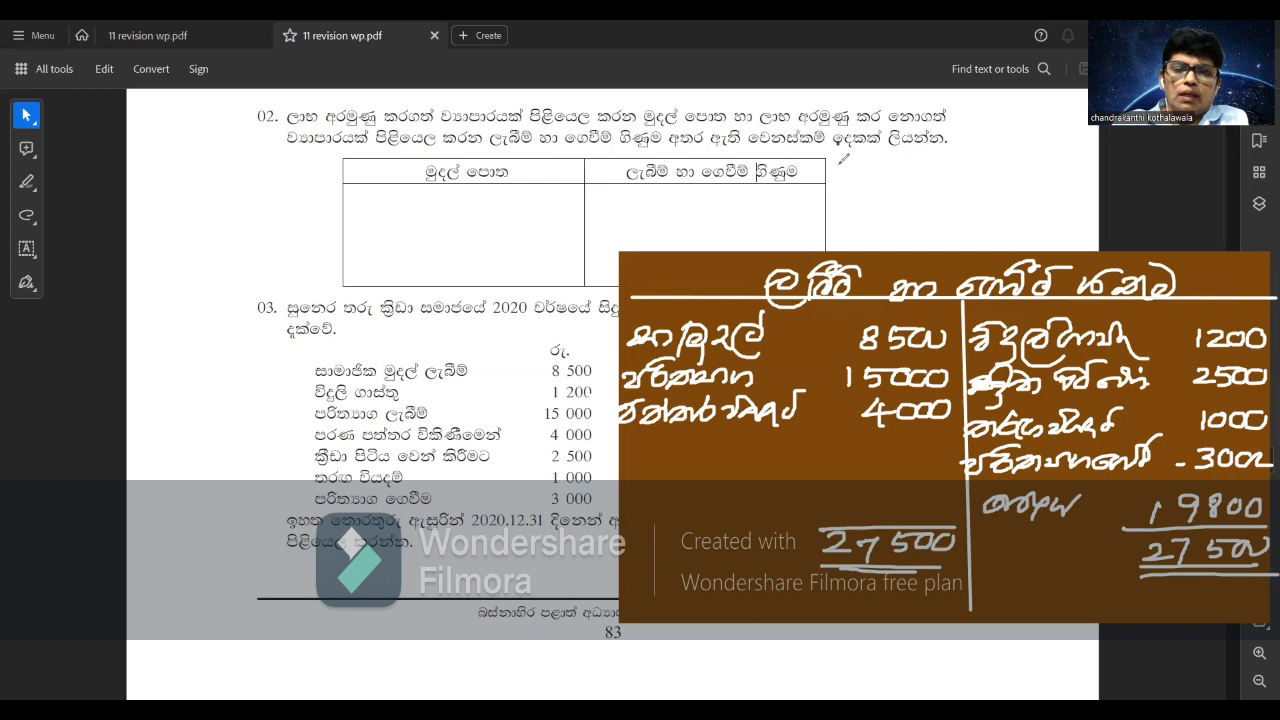 Menu
11 revision wp.pdf
11 revision wp.pdf
Create
All tools
Edit
Convert
Sign
Find text or tools
chandrakanthi kothalawala
02. ලාභ අරමුණු කරගත් ව්‍යාපාරයක් පිළියෙල කරන මුදල් පොත හා ලාභ අරමුණු කර නොගත්
ව්‍යාපාරයක් පිළියෙල කරන ලැබීම් හා ගෙවීම් ගිණුම අතර ඇති වෙනස්කම් දෙකක් ලියන්න.
මුදල් පොත
ලැබීම් හා ගෙවීම් ගිණුම
03. සුනෙර තරු ක්‍රීඩා සමාජයේ 2020 වර්ෂයේ සිදු
දැක්වේ.
රු.
සාමාජික මුදල් ලැබීම් 8 500
විදුලි ගාස්තු 1 200
පරිත්‍යාග ලැබීම් 15 000
පරණ පත්තර විකිණීමෙන් 4 000
ක්‍රීඩා පිටිය වෙන් කිරීමට 2 500
තරඟ වියදම් 1 000
පරිත්‍යාග ගෙවීම 3 000
ඉහත තොරතුරු ඇසුරින් 2020.12.31 දිනෙන් අ
පිළියෙල කරන්න.
බස්නාහිර පළාත් අධ්‍යාප
83
හා ගෙවීම්
8500
1200
15000
2500
4000
1000
3000
19800
27500
27500
Wondershare
Filmora
Created with
Wondershare Filmora free plan